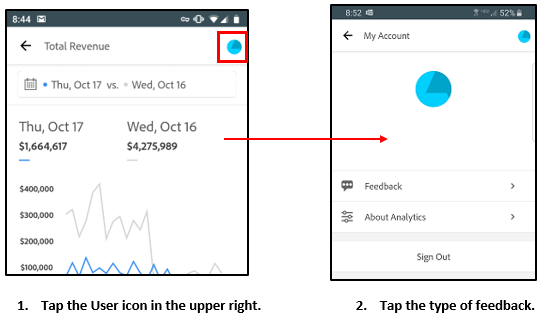 8:44
Total Revenue
Thu, Oct 17 vs. Wed, Oct 16
Thu, Oct 17 Wed, Oct 16
$1,664,617 $4,275,989
$400,000
$300,000
$200,000
$100,000
1. Tap the User icon in the upper right.
8:52 52%
My Account
Feedback
About Analytics
Sign Out
2. Tap the type of feedback.